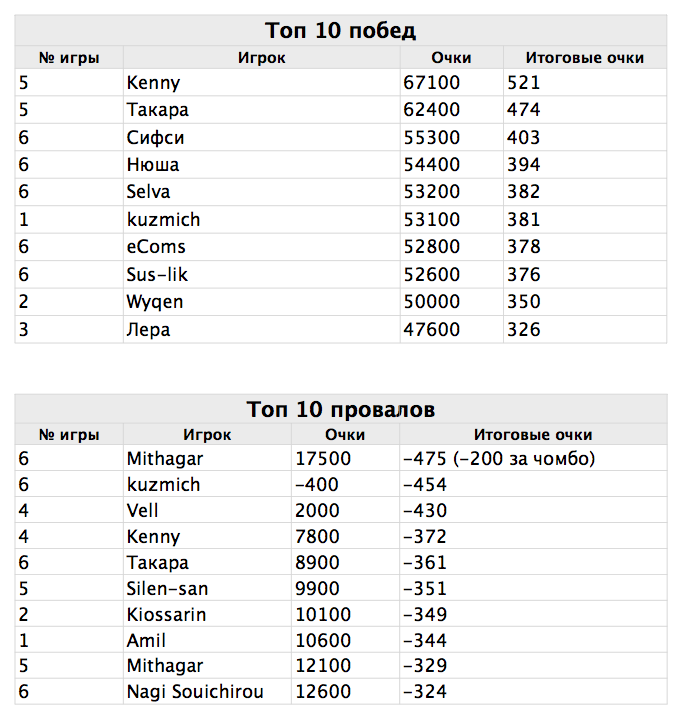 Топ 10 побед
№ игры Игрок Очки Итоговые очки
5 Kenny 67100 521
5 Такара 62400 474
6 Сифси 55300 403
6 Нюша 54400 394
6 Selva 53200 382
1 kuzmich 53100 381
6 eComs 52800 378
6 Sus-lik 52600 376
2 Wyqen 50000 350
3 Лера 47600 326
Топ 10 провалов
№ игры Игрок Очки Итоговые очки
6 Mithagar 17500 -475 (-200 за чомбо)
6 kuzmich -400 -454
4 Vell 2000 -430
4 Kenny 7800 -372
6 Такара 8900 -361
5 Silen-san 9900 -351
2 Kiossarin 10100 -349
1 Amil 10600 -344
5 Mithagar 12100 -329
6 Nagi Souichirou 12600 -324